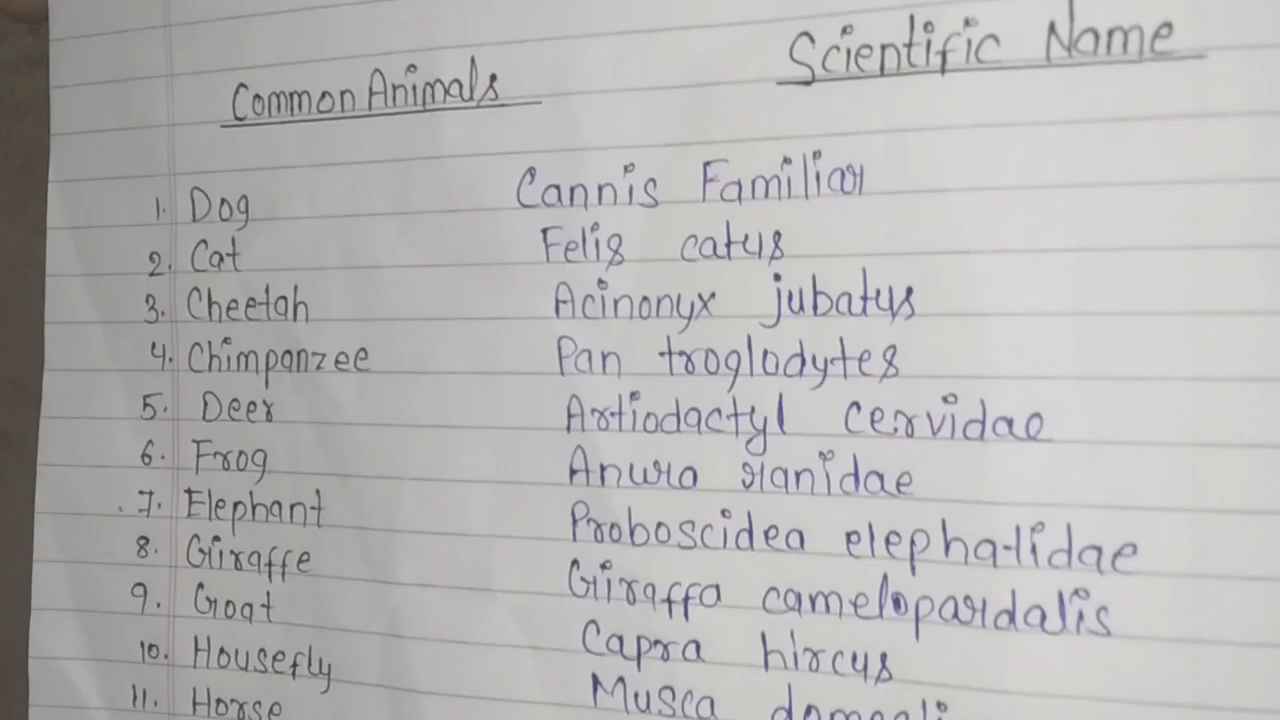 Common Animals Scientific Name
1. Dog Cannis Familiar
2. Cat Felis catus
3. Cheetah Acinonyx jubatus
4. Chimpanzee Pan troglodytes
5. Deer Artiodactyl cervidae
6. Frog Anura ranidae
7. Elephant Proboscidea elephalidae
8. Giraffe Giraffa camelopardalis
9. Goat Capra hircus
10. Housefly Musca
11. Horse